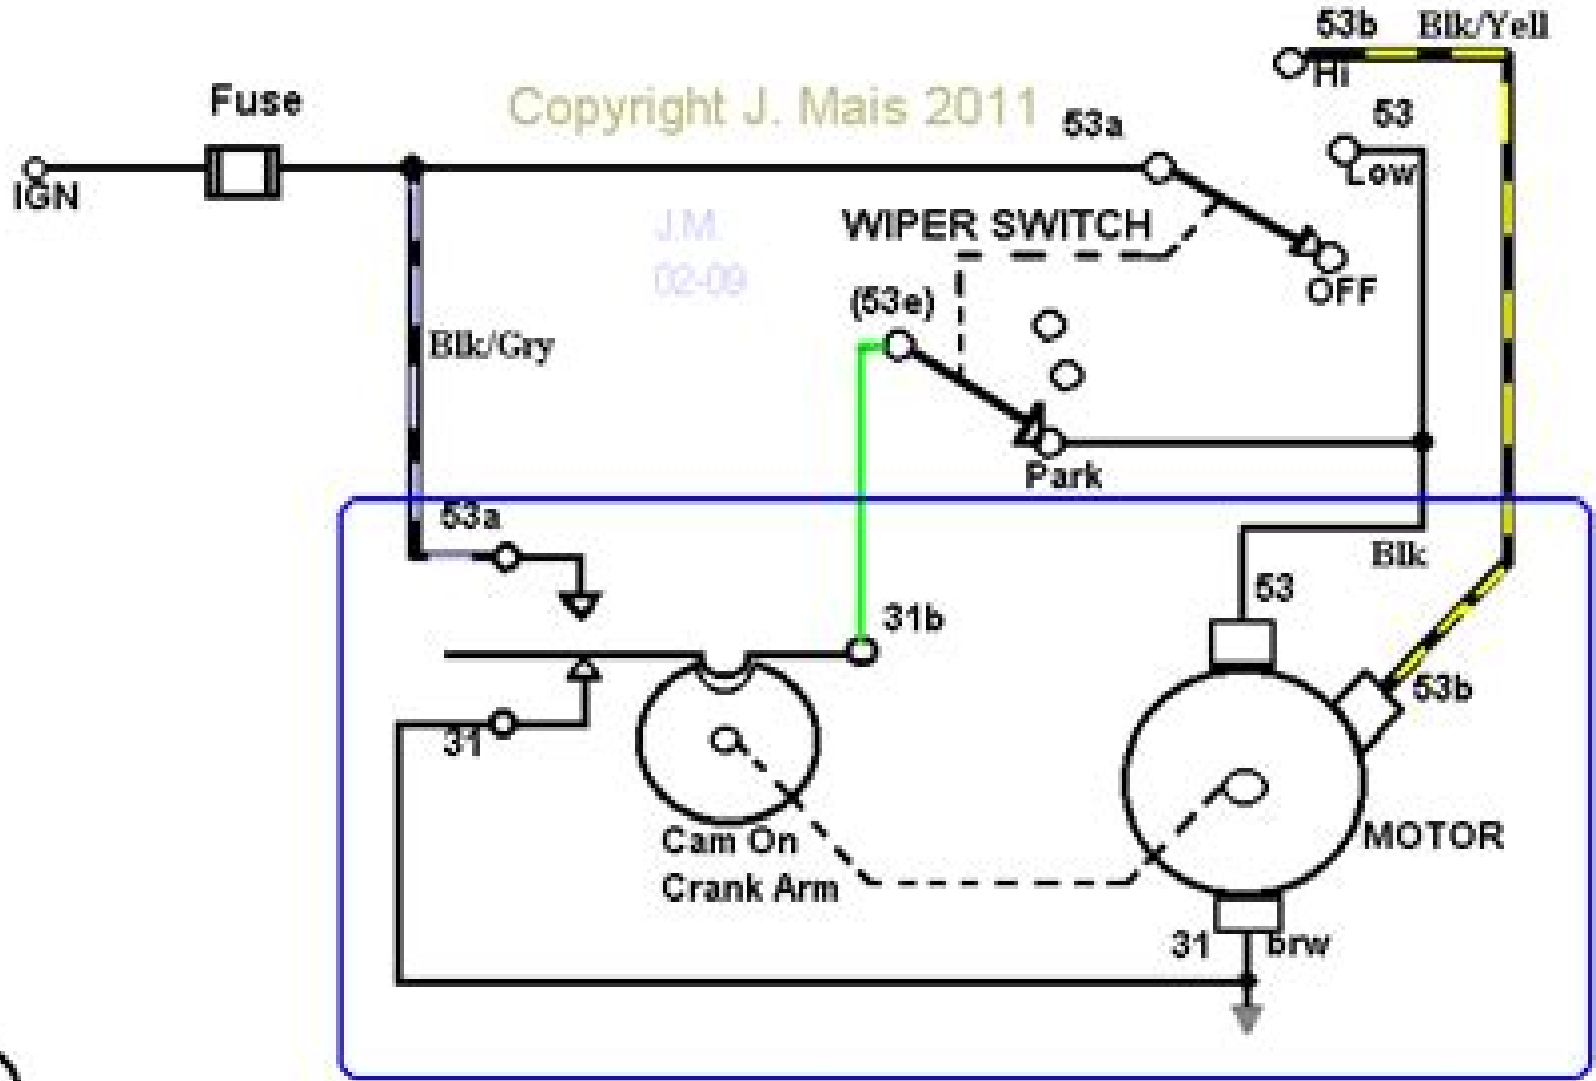 53b Blk/Yell
Hi
Fuse
Copyright J. Mais 2011
53a
53
Low
IGN
J.M.
02-09
WIPER SWITCH
OFF
(53e)
Blk/Gry
Park
53a
Blk
53
31b
53b
31
Cam On
Crank Arm
MOTOR
31 brw